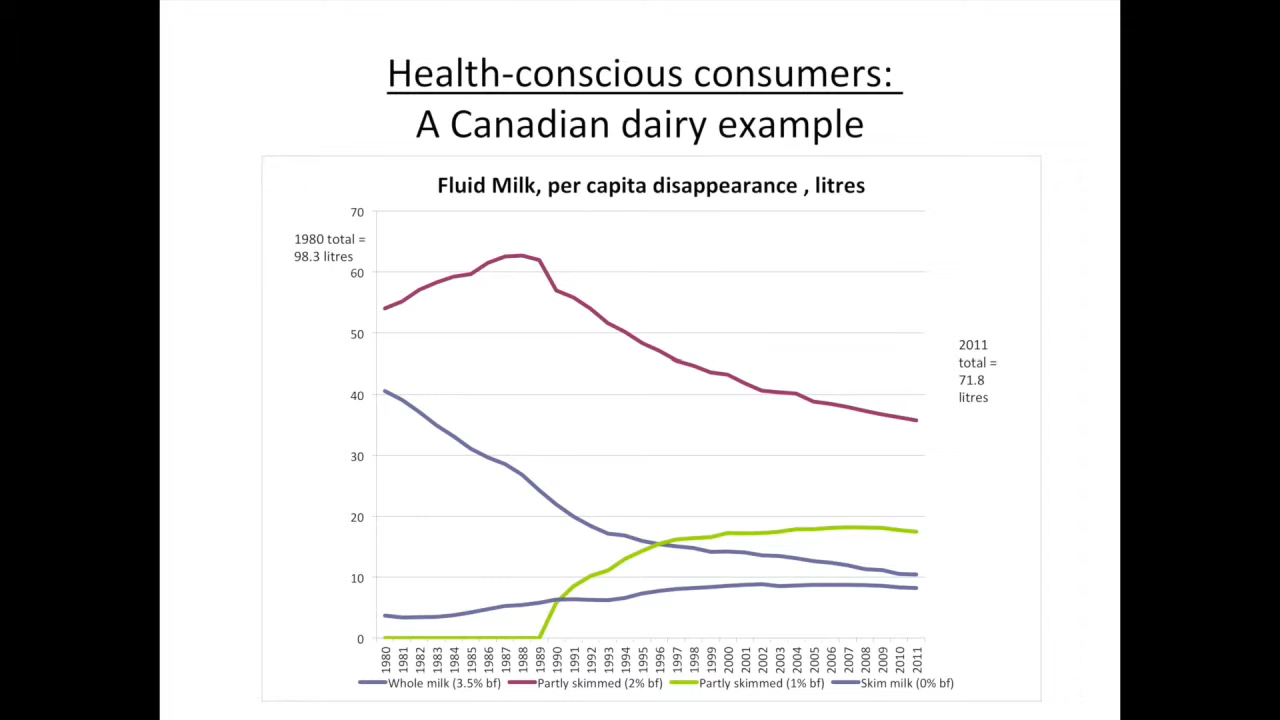 Health-conscious consumers:
A Canadian dairy example
Fluid Milk, per capita disappearance , litres
1980 total =
98.3 litres
70
60
50
40
30
20
10
0
2011
total =
71.8
litres
1980 1981 1982 1983 1984 1985 1986 1987 1988 1989 1990 1991 1992 1993 1994 1995 1996 1997 1998 1999 2000 2001 2002 2003 2004 2005 2006 2007 2008 2009 2010 2011
Whole milk (3.5% bf) Partly skimmed (2% bf) Partly skimmed (1% bf) Skim milk (0% bf)